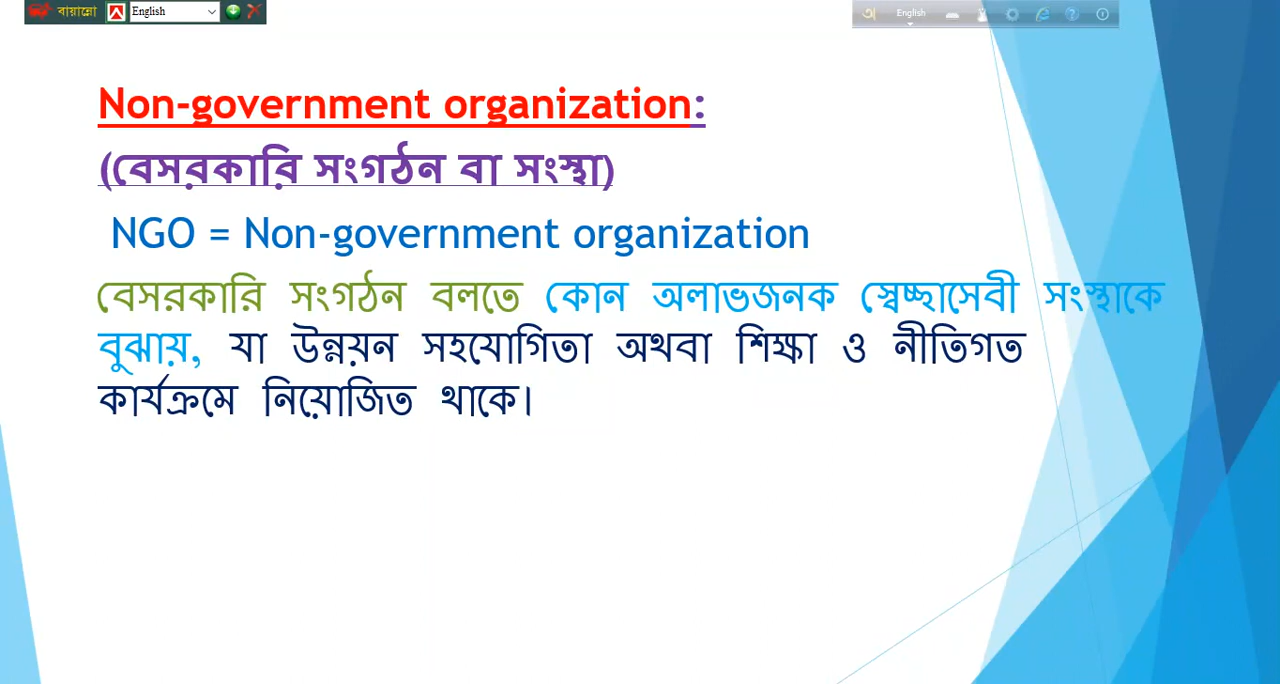 বায়ান্নো English
অ English
Non-government organization:
(বেসরকারি সংগঠন বা সংস্থা)
NGO = Non-government organization
বেসরকারি সংগঠন বলতে কোন অলাভজনক স্বেচ্ছাসেবী সংস্থাকে
বুঝায়, যা উন্নয়ন সহযোগিতা অথবা শিক্ষা ও নীতিগত
কার্যক্রমে নিয়োজিত থাকে।